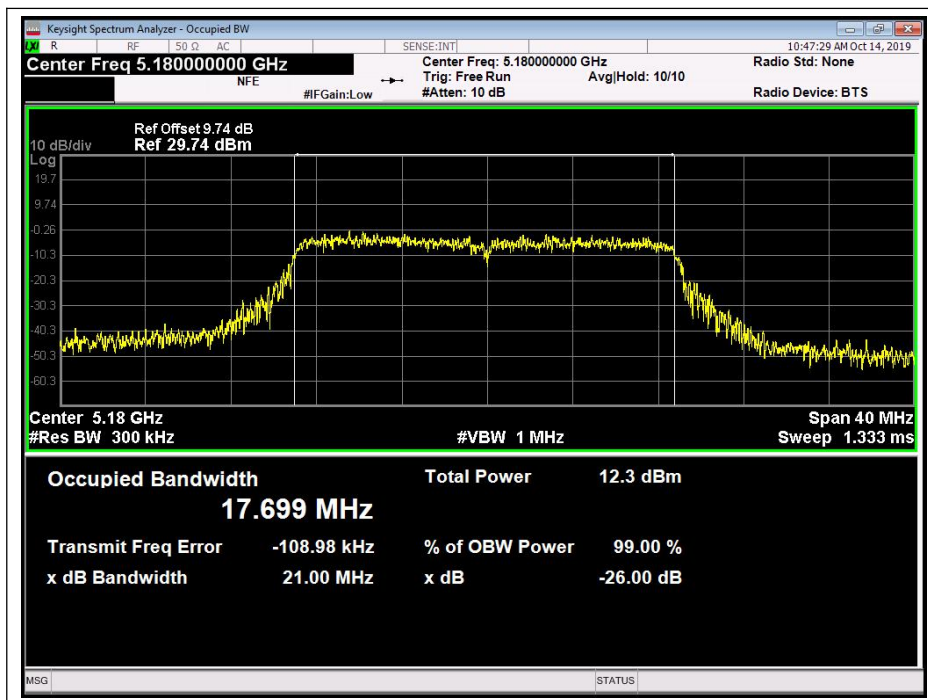 Keysight Spectrum Analyzer - Occupied BW
LXI R RF 50 Ω AC SENSE:INT 10:47:29 AM Oct 14, 2019
Center Freq 5.180000000 GHz Center Freq: 5.180000000 GHz Radio Std: None
NFE Trig: Free Run Avg|Hold: 10/10
#IFGain:Low #Atten: 10 dB Radio Device: BTS
Ref Offset 9.74 dB
10 dB/div Ref 29.74 dBm
Log
19.7
9.74
-0.26
-10.3
-20.3
-30.3
-40.3
-50.3
-60.3
Center 5.18 GHz Span 40 MHz
#Res BW 300 kHz #VBW 1 MHz Sweep 1.333 ms
Occupied Bandwidth Total Power 12.3 dBm
17.699 MHz
Transmit Freq Error -108.98 kHz % of OBW Power 99.00 %
x dB Bandwidth 21.00 MHz x dB -26.00 dB
MSG STATUS